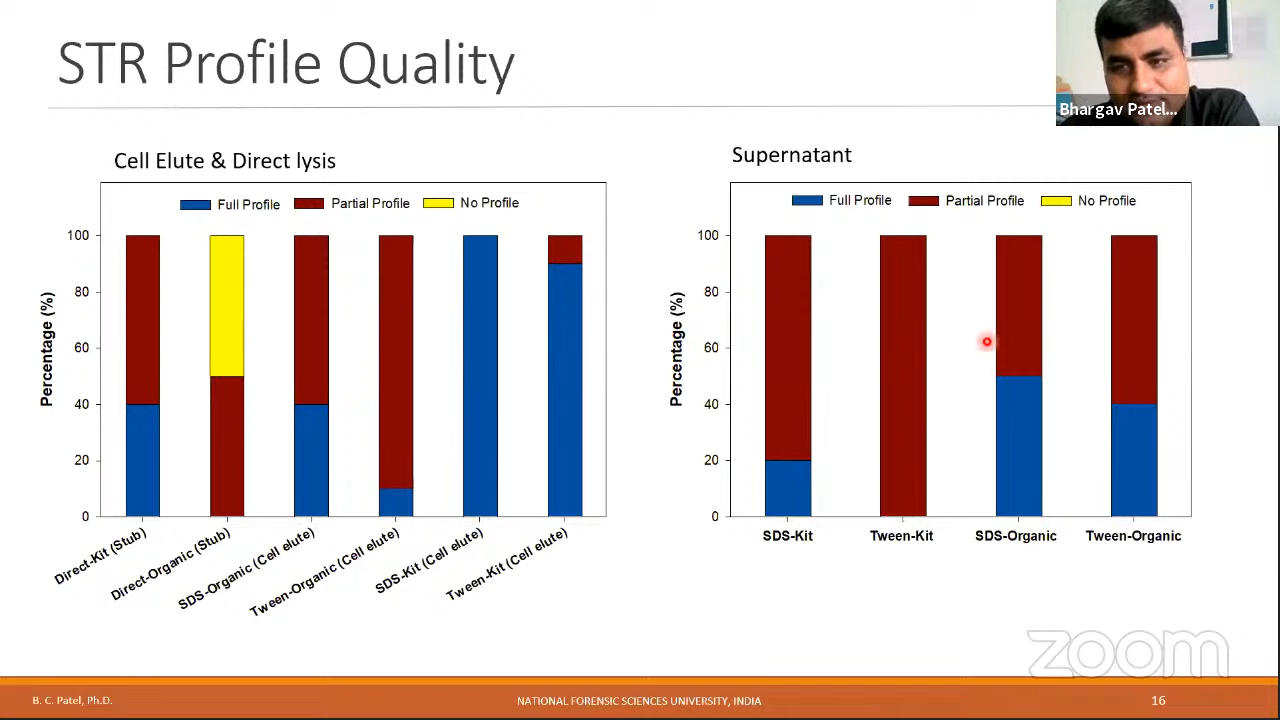 STR Profile Quality
Bhargav Patel...
Cell Elute & Direct lysis
Full Profile Partial Profile No Profile
Percentage (%)
100
80
60
40
20
0
Direct-Kit (Stub)
Direct-Organic (Stub)
SDS-Organic (Cell elute)
Tween-Organic (Cell elute)
SDS-Kit (Cell elute)
Tween-Kit (Cell elute)
Supernatant
Full Profile Partial Profile No Profile
Percentage (%)
100
80
60
40
20
0
SDS-Kit Tween-Kit SDS-Organic Tween-Organic
zoom
B. C. Patel, Ph.D. NATIONAL FORENSIC SCIENCES UNIVERSITY, INDIA 16